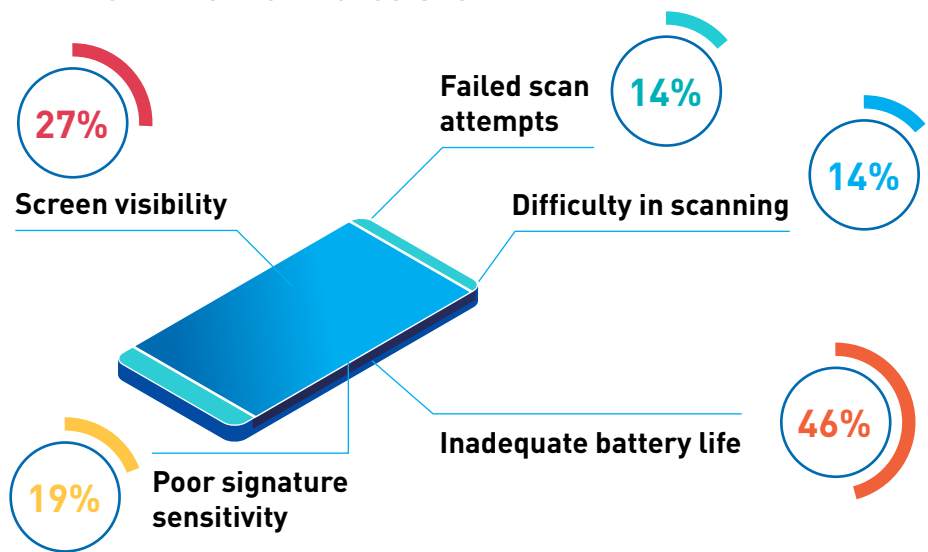 Failed scan
attempts
14%
27%
Screen visibility
14%
Difficulty in scanning
46%
Inadequate battery life
19%
Poor signature
sensitivity